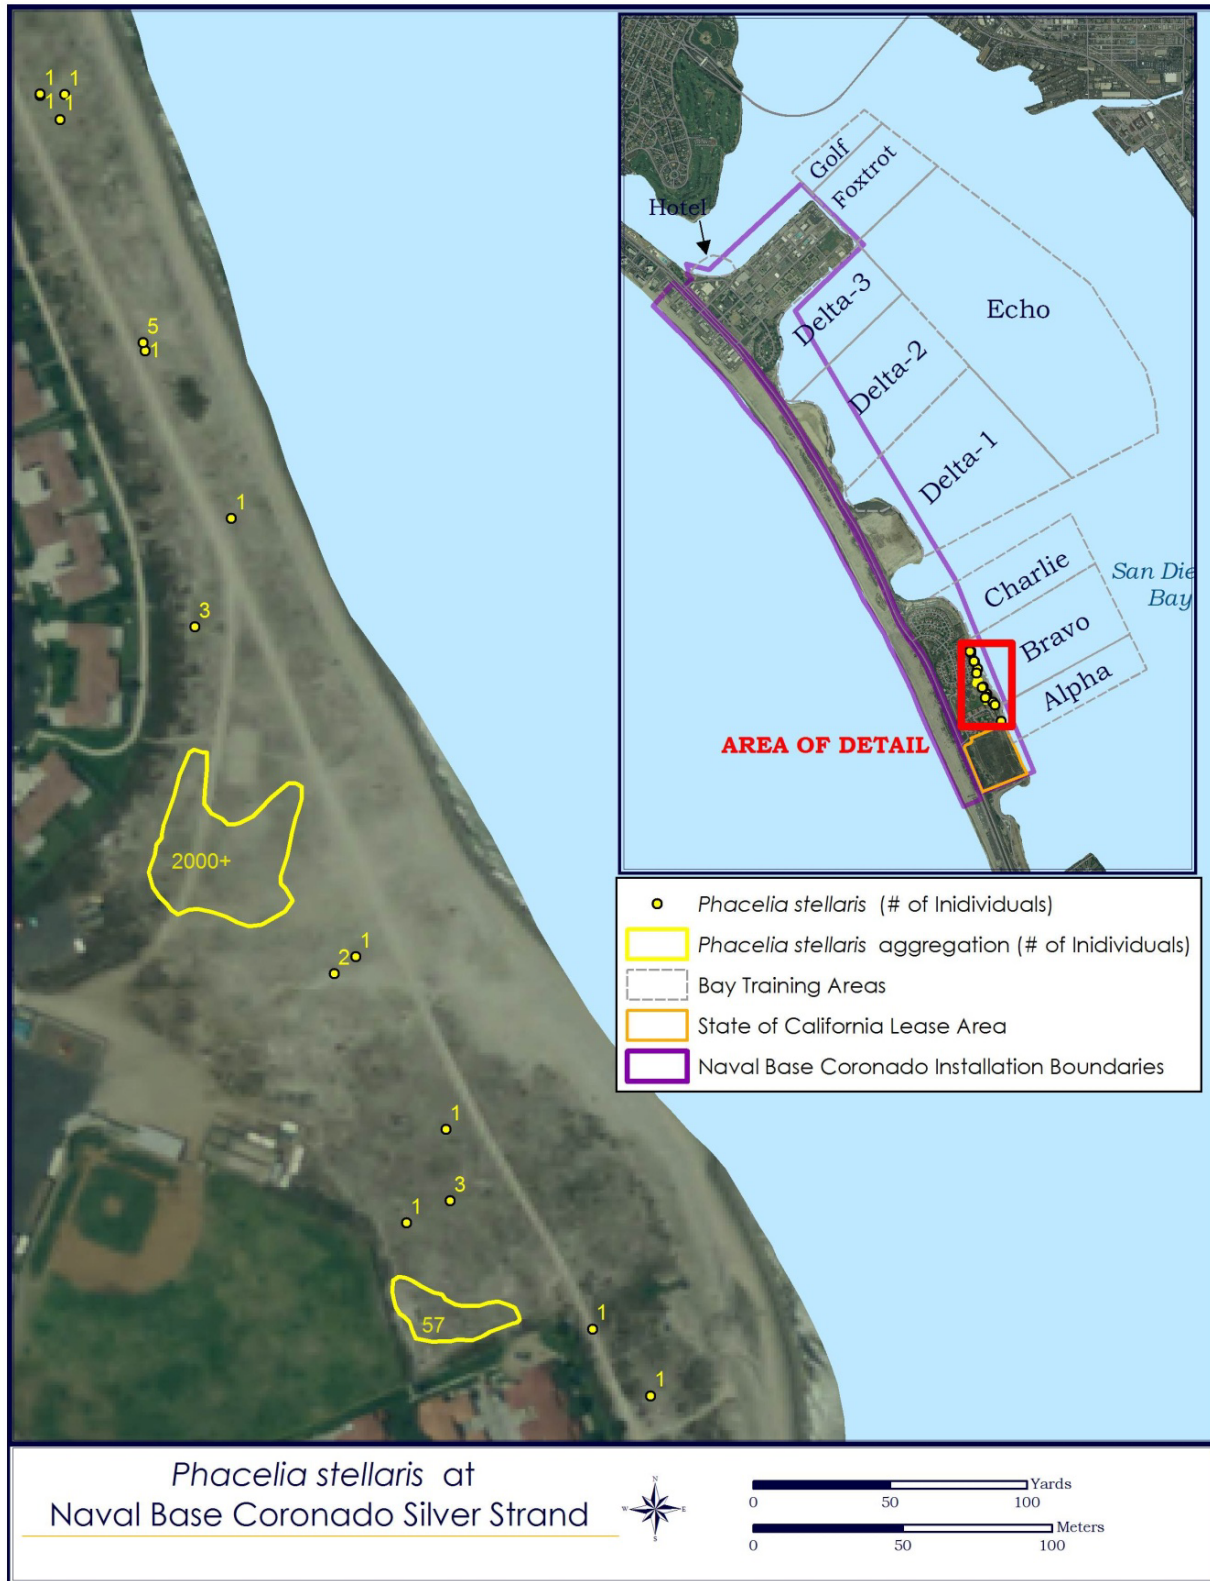 1 1
1 1
5
1
1
3
2000+
1
2
1
3
1
57
1
1
Golf
Foxtrot
Hotel
Delta-3
Echo
Delta-2
Delta-1
Charlie
San Die
Bay
Bravo
Alpha
AREA OF DETAIL
Phacelia stellaris (# of Inidividuals)
Phacelia stellaris aggregation (# of Inidividuals)
Bay Training Areas
State of California Lease Area
Naval Base Coronado Installation Boundaries
Phacelia stellaris at
Naval Base Coronado Silver Strand
N
W E
S
Yards
0 50 100
Meters
0 50 100